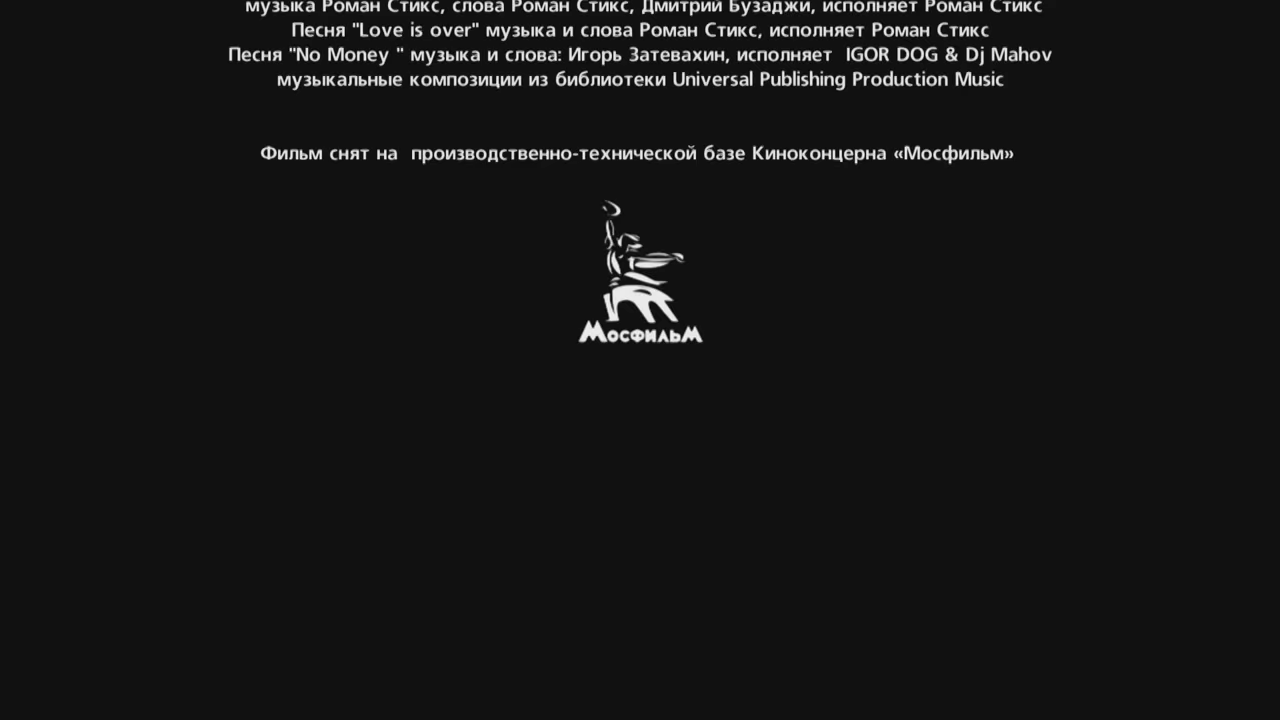 музыка Роман Стикс, слова Роман Стикс, Дмитрий Бузаджи, исполняет Роман Стикс
Песня "Love is over" музыка и слова Роман Стикс, исполняет Роман Стикс
Песня "No Money " музыка и слова: Игорь Затевахин, исполняет  IGOR DOG & Dj Mahov
музыкальные композиции из библиотеки Universal Publishing Production Music
Фильм снят на  производственно-технической базе Киноконцерна «Мосфильм»
Мосфильм